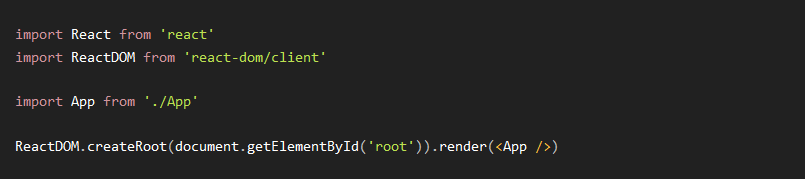 import React from 'react'
import ReactDOM from 'react-dom/client'
import App from './App'
ReactDOM.createRoot(document.getElementById('root')).render(<App />)